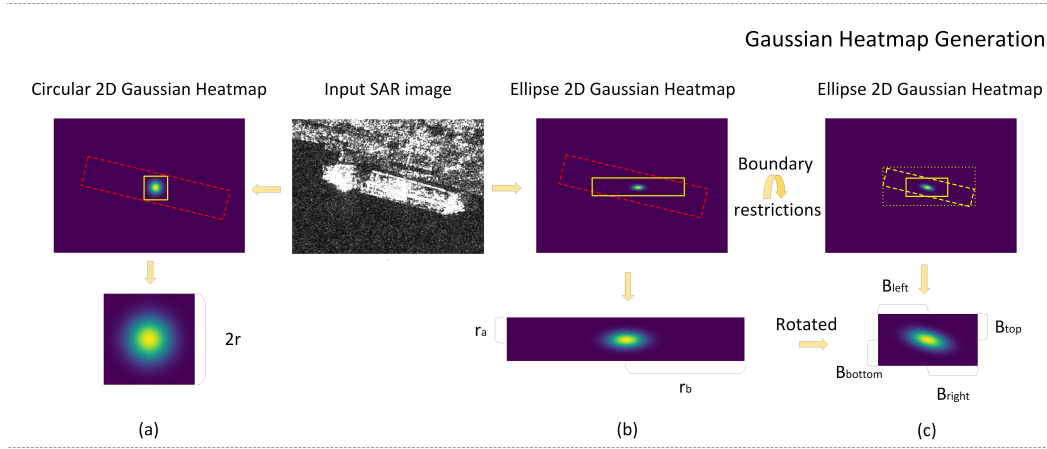 Gaussian Heatmap Generation
Circular 2D Gaussian Heatmap
Input SAR image
Ellipse 2D Gaussian Heatmap
Ellipse 2D Gaussian Heatmap
Boundary
restrictions
2r
ra
rb
Rotated
Bleft
Btop
Bbottom
Bright
(a)
(b)
(c)